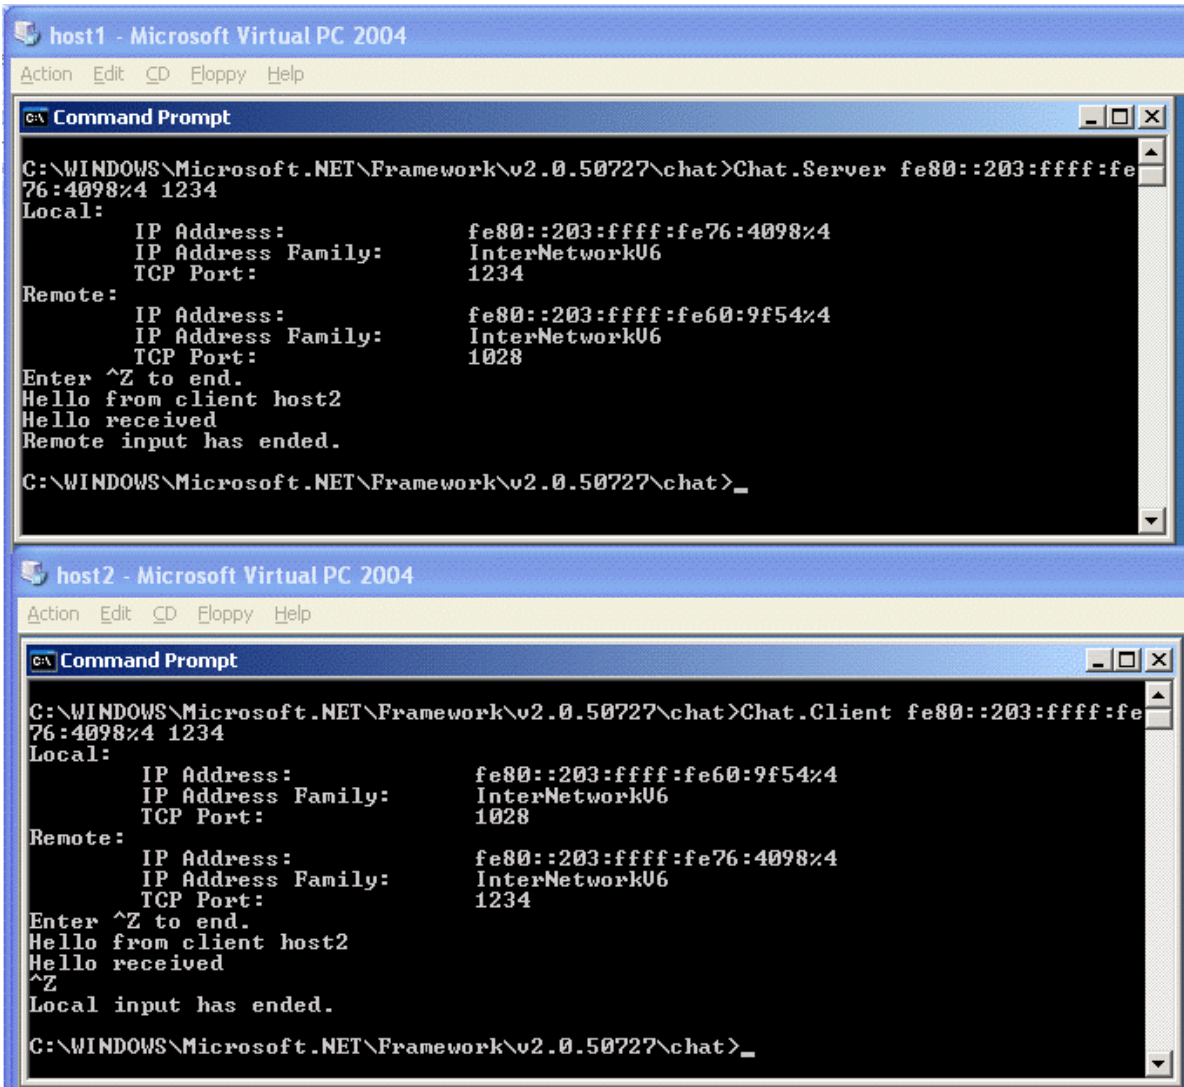 host1 - Microsoft Virtual PC 2004
Action Edit CD Floppy Help
Command Prompt
C:\WINDOWS\Microsoft.NET\Framework\v2.0.50727\chat>Chat.Server fe80::203:ffff:fe
76:4098%4 1234
Local:
IP Address: fe80::203:ffff:fe76:4098%4
IP Address Family: InterNetworkV6
TCP Port: 1234
Remote:
IP Address: fe80::203:ffff:fe60:9f54%4
IP Address Family: InterNetworkV6
TCP Port: 1028
Enter ^Z to end.
Hello from client host2
Hello received
Remote input has ended.
C:\WINDOWS\Microsoft.NET\Framework\v2.0.50727\chat>_
host2 - Microsoft Virtual PC 2004
Action Edit CD Floppy Help
Command Prompt
C:\WINDOWS\Microsoft.NET\Framework\v2.0.50727\chat>Chat.Client fe80::203:ffff:fe
76:4098%4 1234
Local:
IP Address: fe80::203:ffff:fe60:9f54%4
IP Address Family: InterNetworkV6
TCP Port: 1028
Remote:
IP Address: fe80::203:ffff:fe76:4098%4
IP Address Family: InterNetworkV6
TCP Port: 1234
Enter ^Z to end.
Hello from client host2
Hello received
^Z
Local input has ended.
C:\WINDOWS\Microsoft.NET\Framework\v2.0.50727\chat>_